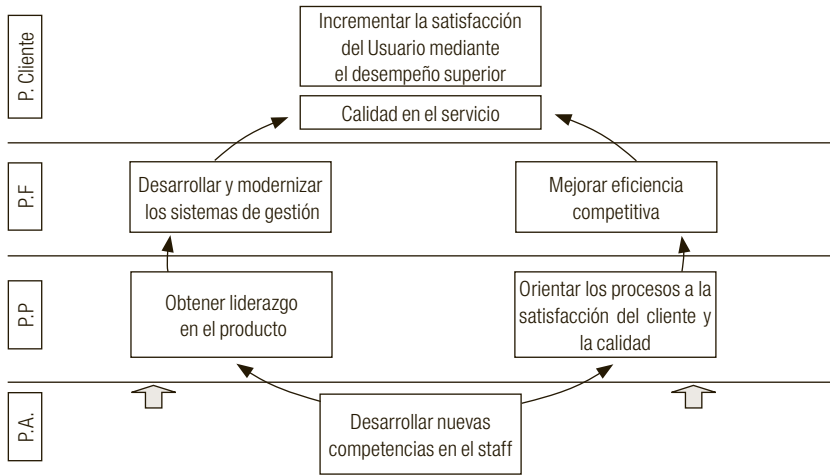 P. Cliente
Incrementar la satisfacción
del Usuario mediante
el desempeño superior
Calidad en el servicio
P.F
Desarrollar y modernizar
los sistemas de gestión
Mejorar eficiencia
competitiva
P.P
Obtener liderazgo
en el producto
Orientar los procesos a la
satisfacción del cliente y
la calidad
P.A.
Desarrollar nuevas
competencias en el staff